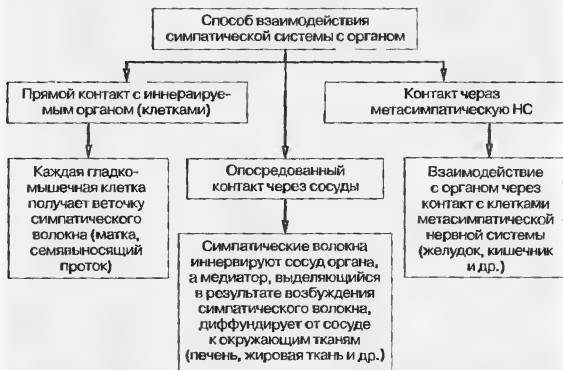 Способ взаимодействия
симпатической системы с органом
Прямой контакт с иннераируе-
мым органом (клетками)
Контакт чераз
метасимпатическую НС
Каждая гладко-
мышечная клетка
получает веточку
симпатического
волокна (матка,
семявыносящий
проток)
Опосредованный
контакт через сосуды
Взаимодействие
с органом через
контакт с клетками
метасимпатической
нервной системы
(желудок, кишечник
и др.)
Симпатические волокна
иннервируют сосуд органа,
а медиатор, выделяющийся
в результате возбуждения
симпатического волокна,
диффундирует от сосуде
к окружающим тканям
(печень, жировая ткань и др.)